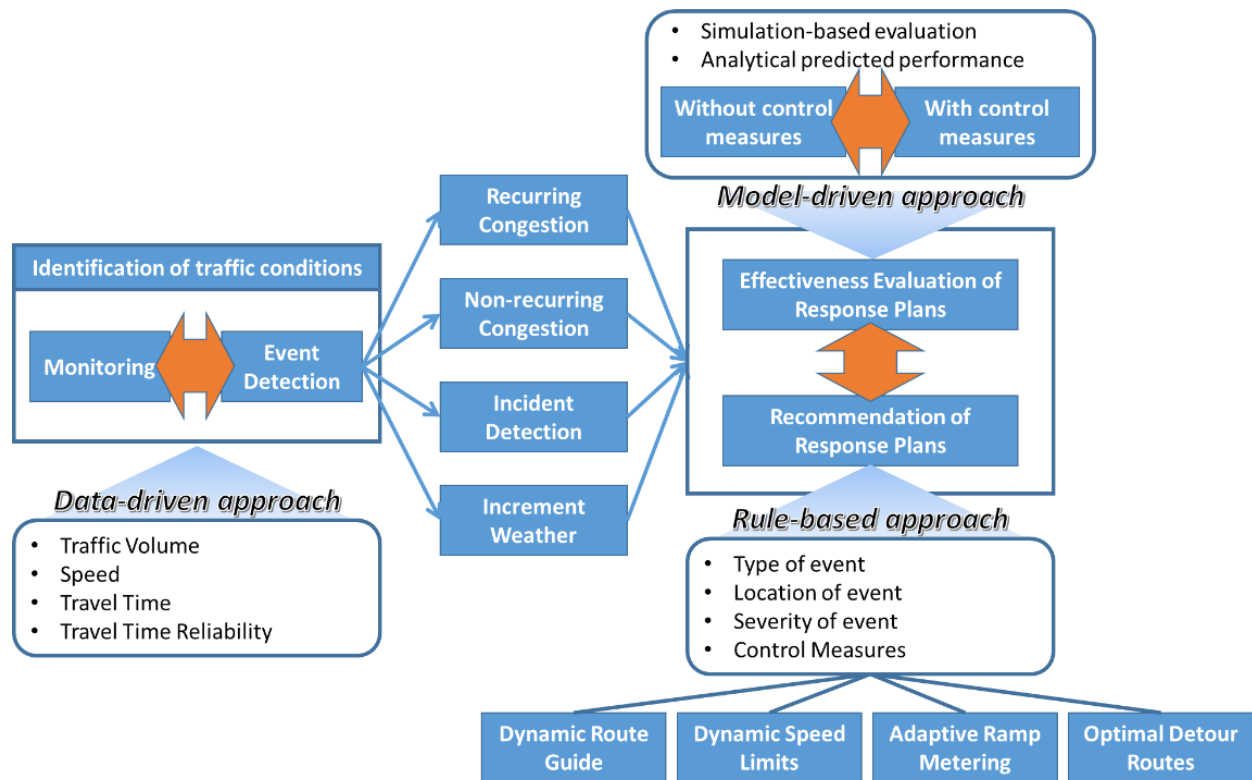 • Simulation-based evaluation
• Analytical predicted performance
Without control
measures
With control
measures
Model-driven approach
Recurring
Congestion
Non-recurring
Congestion
Incident
Detection
Increment
Weather
Identification of traffic conditions
Monitoring
Event
Detection
Data-driven approach
• Traffic Volume
• Speed
• Travel Time
• Travel Time Reliability
Effectiveness Evaluation of
Response Plans
Recommendation of
Response Plans
Rule-based approach
• Type of event
• Location of event
• Severity of event
• Control Measures
Dynamic Route
Guide
Dynamic Speed
Limits
Adaptive Ramp
Metering
Optimal Detour
Routes